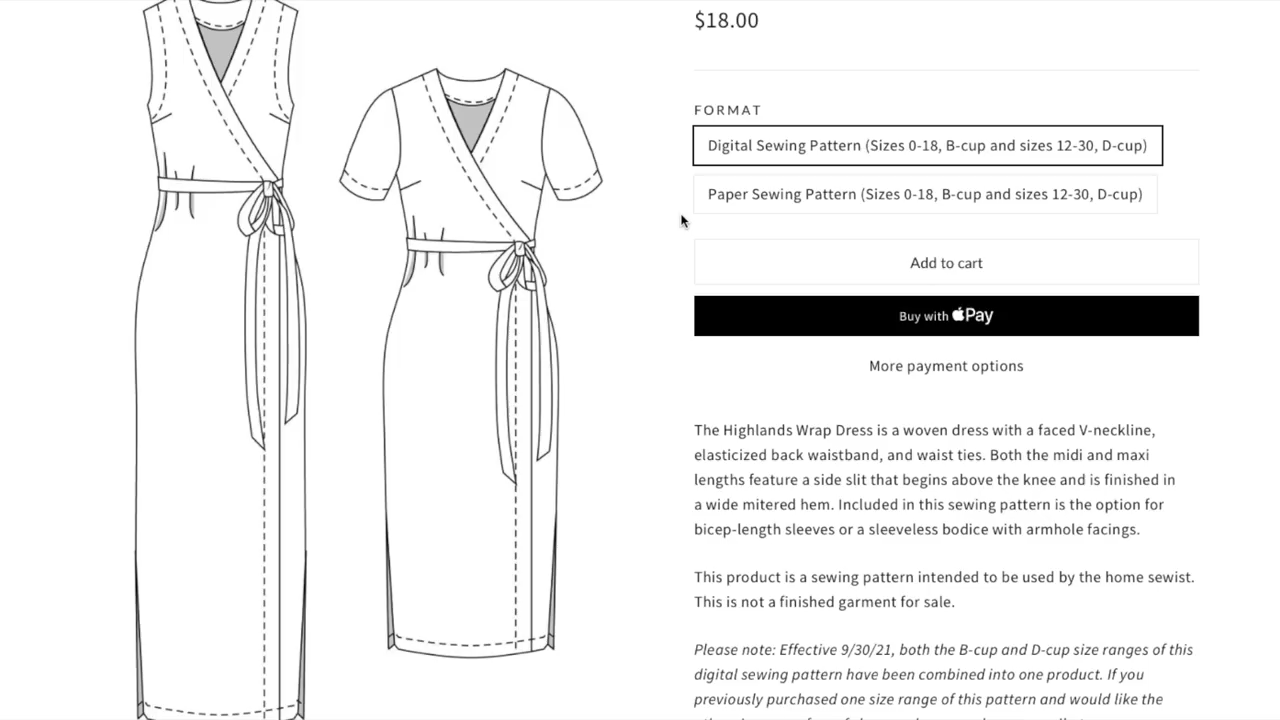 $18.00
FORMAT
Digital Sewing Pattern (Sizes 0-18, B-cup and sizes 12-30, D-cup)
Paper Sewing Pattern (Sizes 0-18, B-cup and sizes 12-30, D-cup)
Add to cart
Buy with Pay
More payment options
The Highlands Wrap Dress is a woven dress with a faced V-neckline,
elasticized back waistband, and waist ties. Both the midi and maxi
lengths feature a side slit that begins above the knee and is finished in
a wide mitered hem. Included in this sewing pattern is the option for
bicep-length sleeves or a sleeveless bodice with armhole facings.
This product is a sewing pattern intended to be used by the home sewist.
This is not a finished garment for sale.
Please note: Effective 9/30/21, both the B-cup and D-cup size ranges of this
digital sewing pattern have been combined into one product. If you
previously purchased one size range of this pattern and would like the